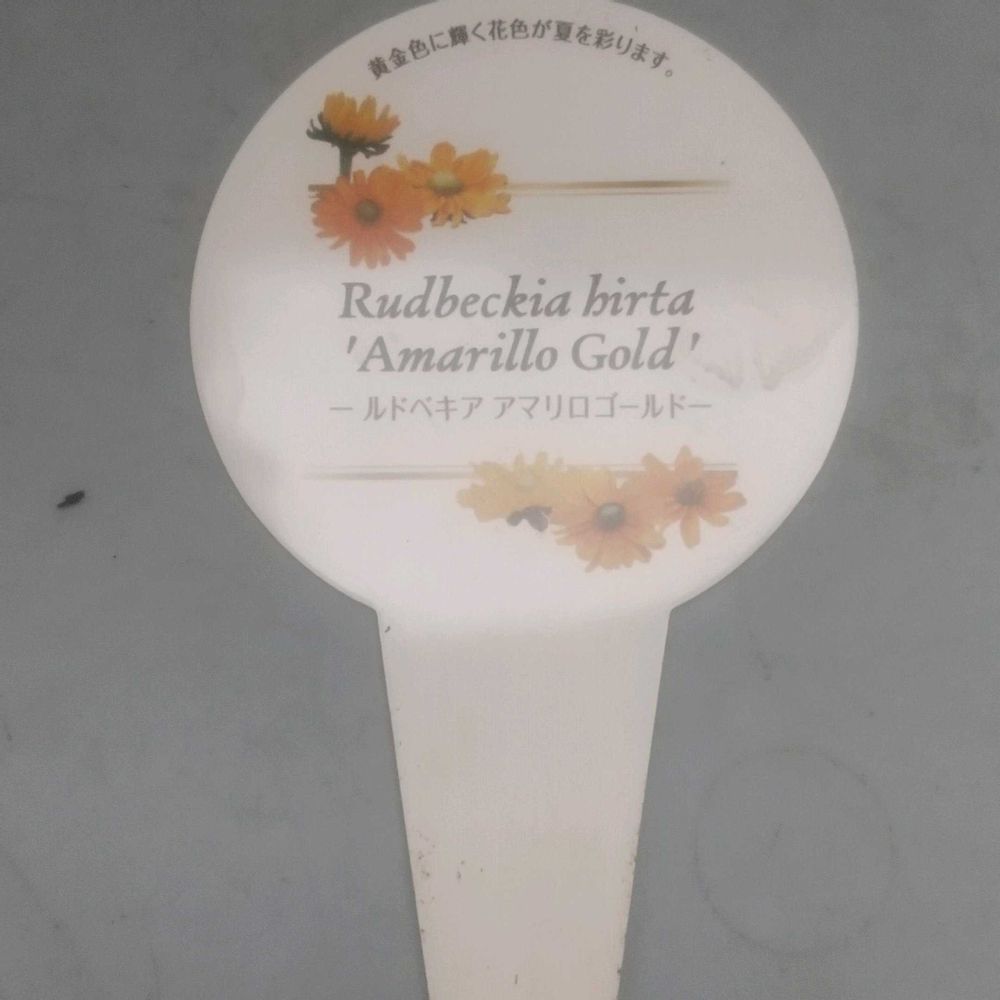 黄金色に輝く花色が夏を彩ります。
Rudbeckia hirta
'Amarillo Gold'
ー ルドベキア アマリロゴールドー